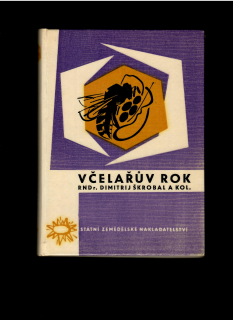 VČELAŘŮV ROK
RNDr. DIMITRIJ ŠKROBAL A KOL.
STÁTNÍ ZEMĚDĚLSKÉ NAKLADATELSTVÍ